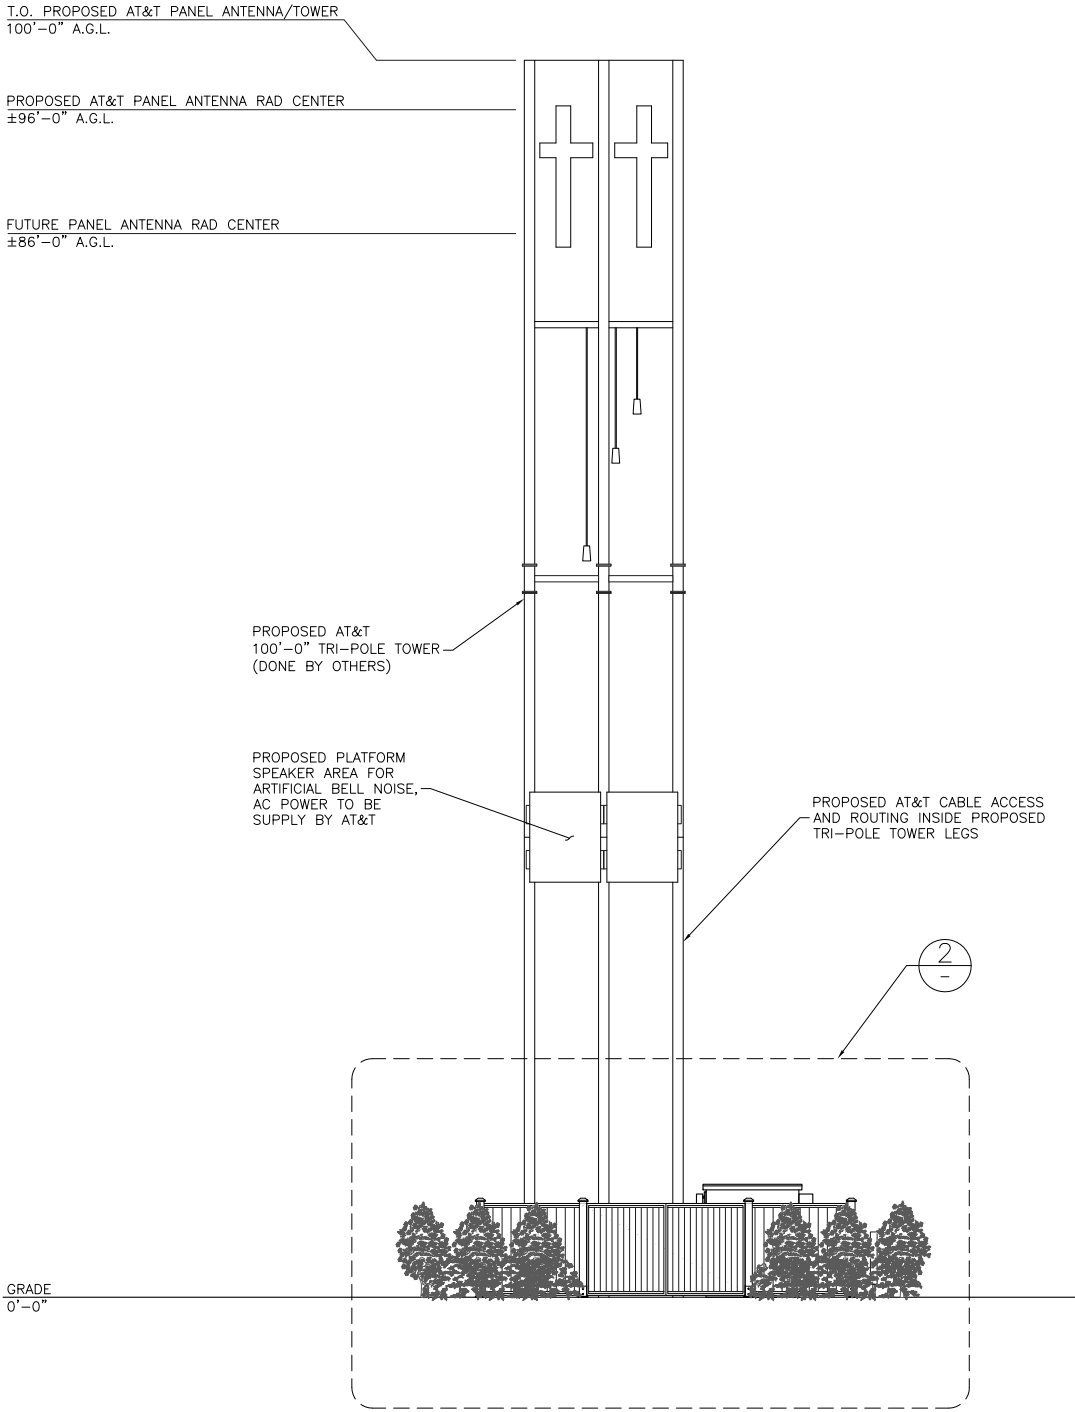 T.O. PROPOSED AT&T PANEL ANTENNA/TOWER
100'-0" A.G.L.
PROPOSED AT&T PANEL ANTENNA RAD CENTER
±96'-0" A.G.L.
FUTURE PANEL ANTENNA RAD CENTER
±86'-0" A.G.L.
PROPOSED AT&T
100'-0" TRI-POLE TOWER
(DONE BY OTHERS)
PROPOSED PLATFORM
SPEAKER AREA FOR
ARTIFICIAL BELL NOISE,
AC POWER TO BE
SUPPLY BY AT&T
PROPOSED AT&T CABLE ACCESS
AND ROUTING INSIDE PROPOSED
TRI-POLE TOWER LEGS
2
-
GRADE
0'-0"